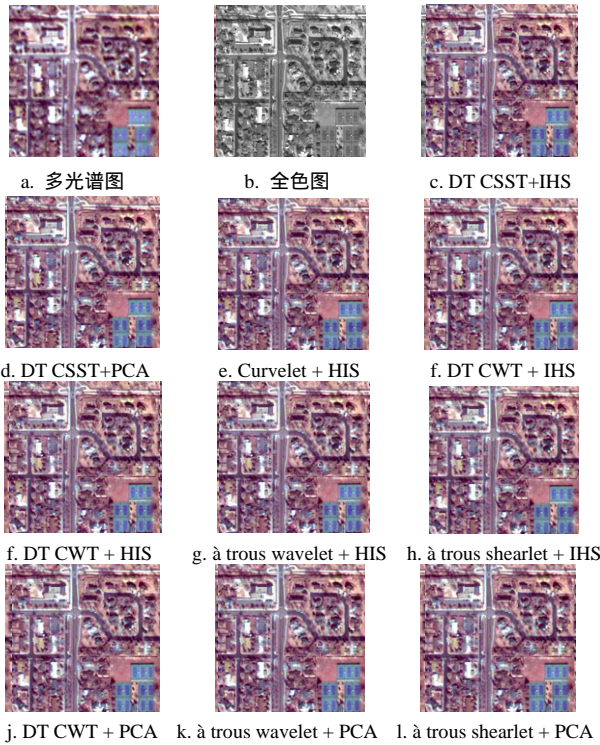 a. 多光谱图 b. 全色图 c. DT CSST+IHS
d. DT CSST+PCA e. Curvelet + HIS f. DT CWT + IHS
f. DT CWT + HIS g. à trous wavelet + HIS h. à trous shearlet + IHS
j. DT CWT + PCA k. à trous wavelet + PCA l. à trous shearlet + PCA